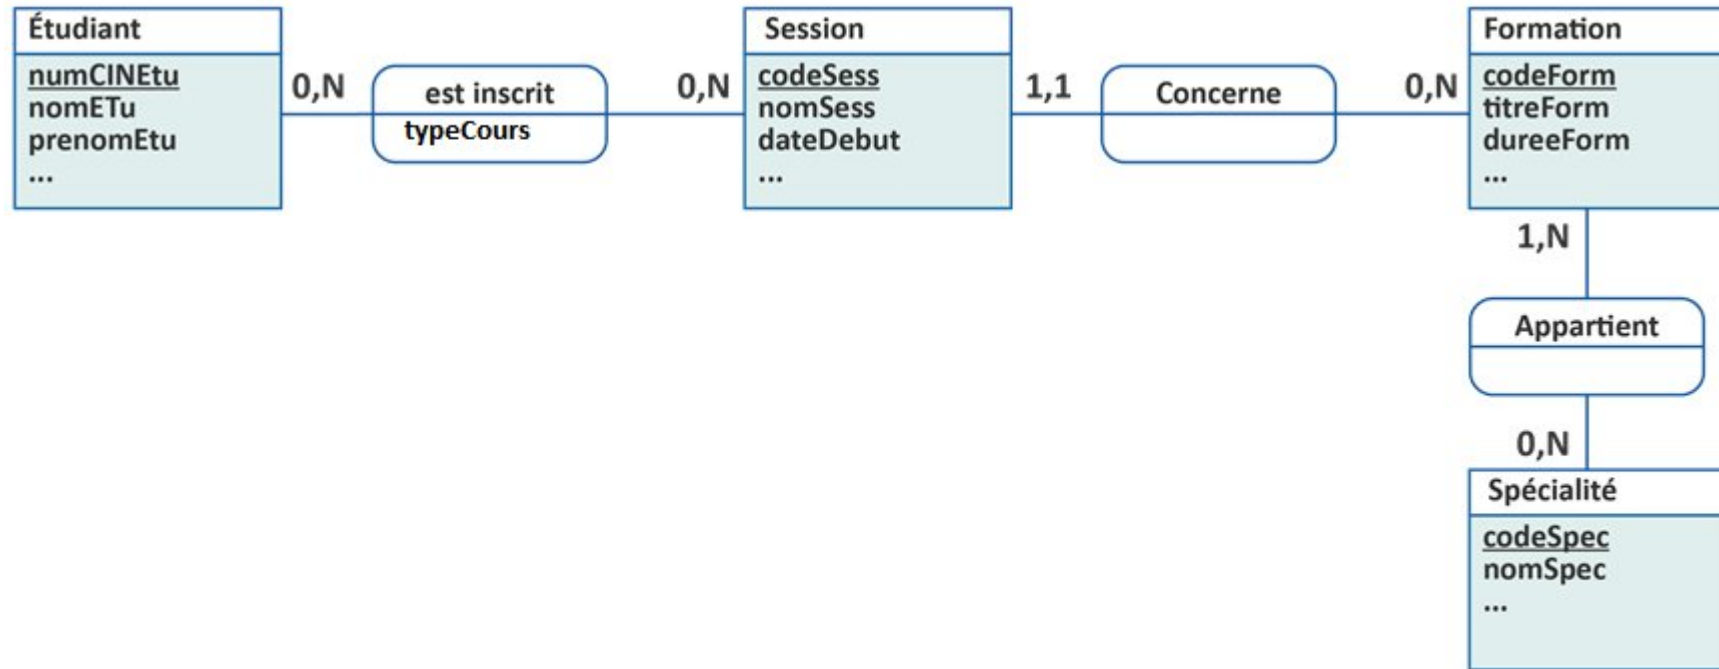 Étudiant
numCINEtu
nomETu
prenomEtu
...
0,N
est inscrit
typeCours
0,N
Session
codeSess
nomSess
dateDebut
...
1,1
Concerne
0,N
Formation
codeForm
titreForm
dureeForm
...
1,N
Appartient
0,N
Spécialité
codeSpec
nomSpec
...